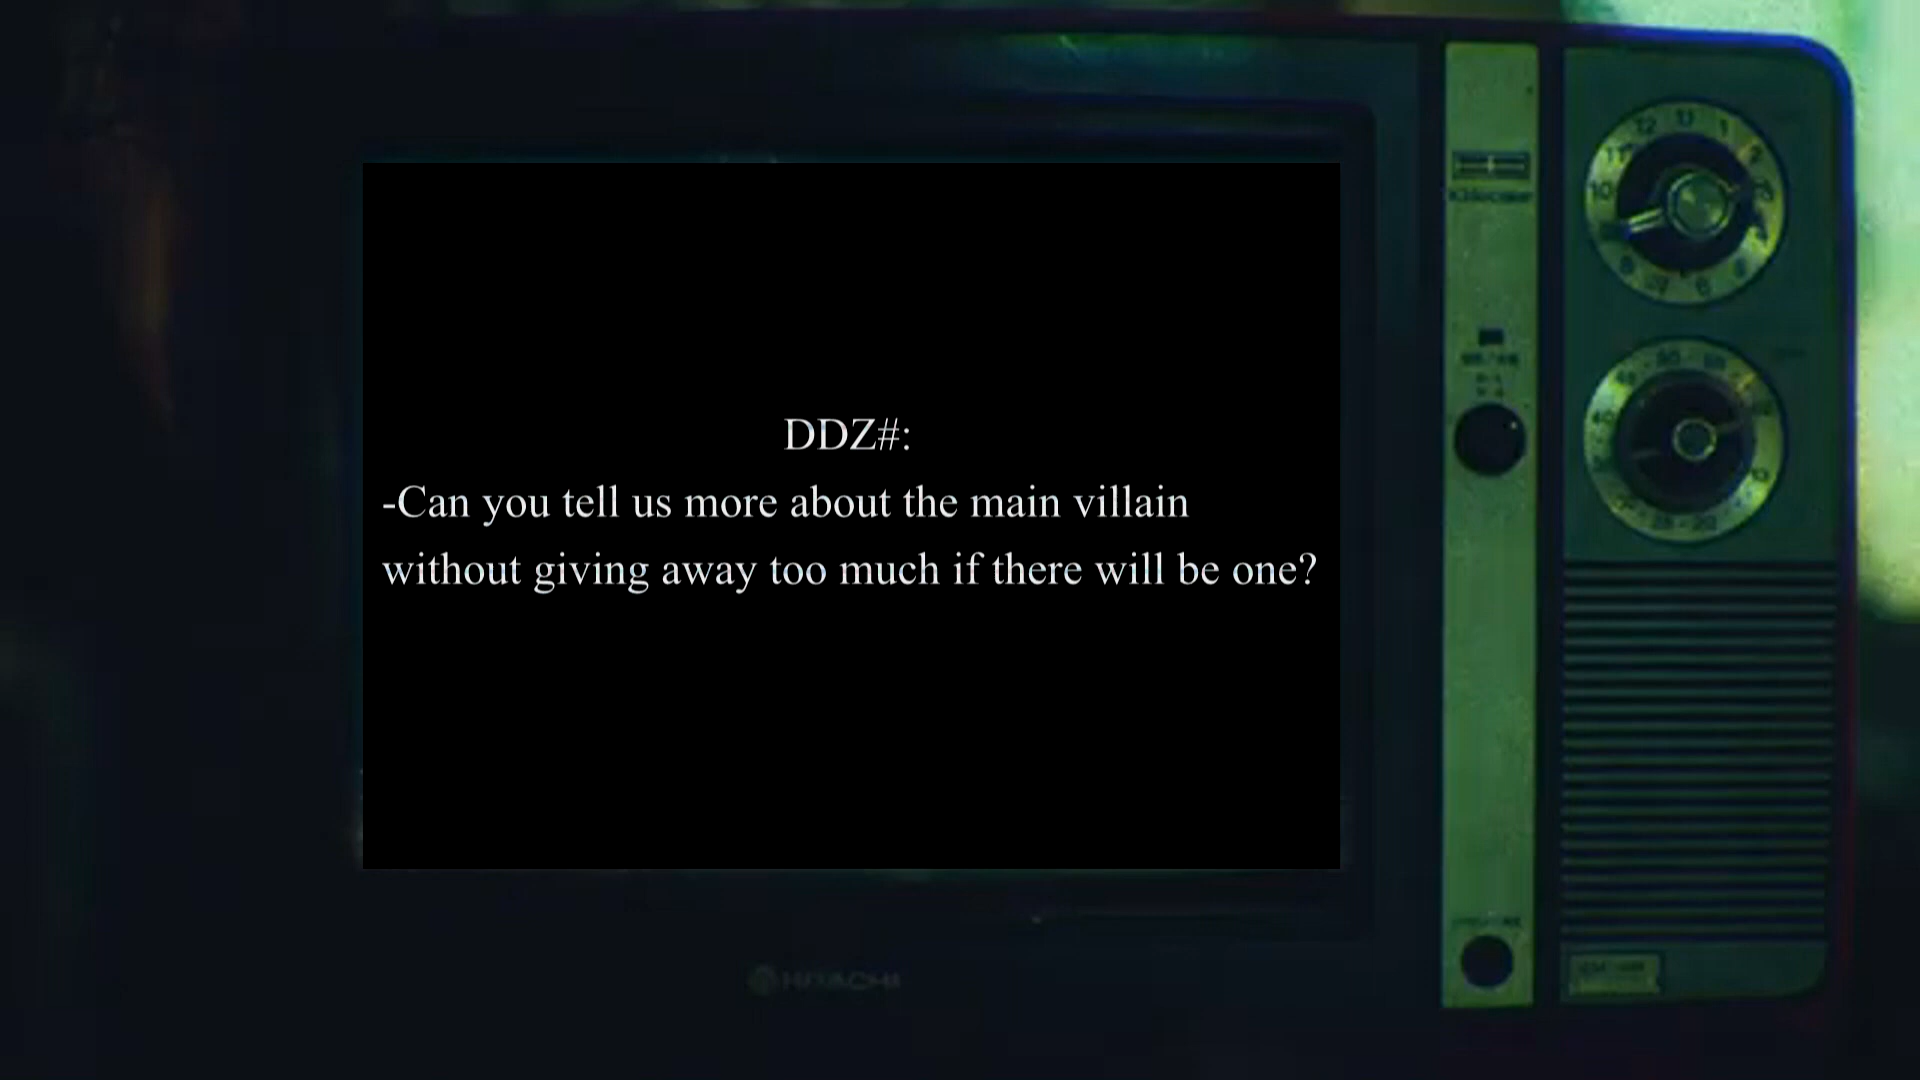 DDZ#:
-Can you tell us more about the main villain
without giving away too much if there will be one?
HITACHI